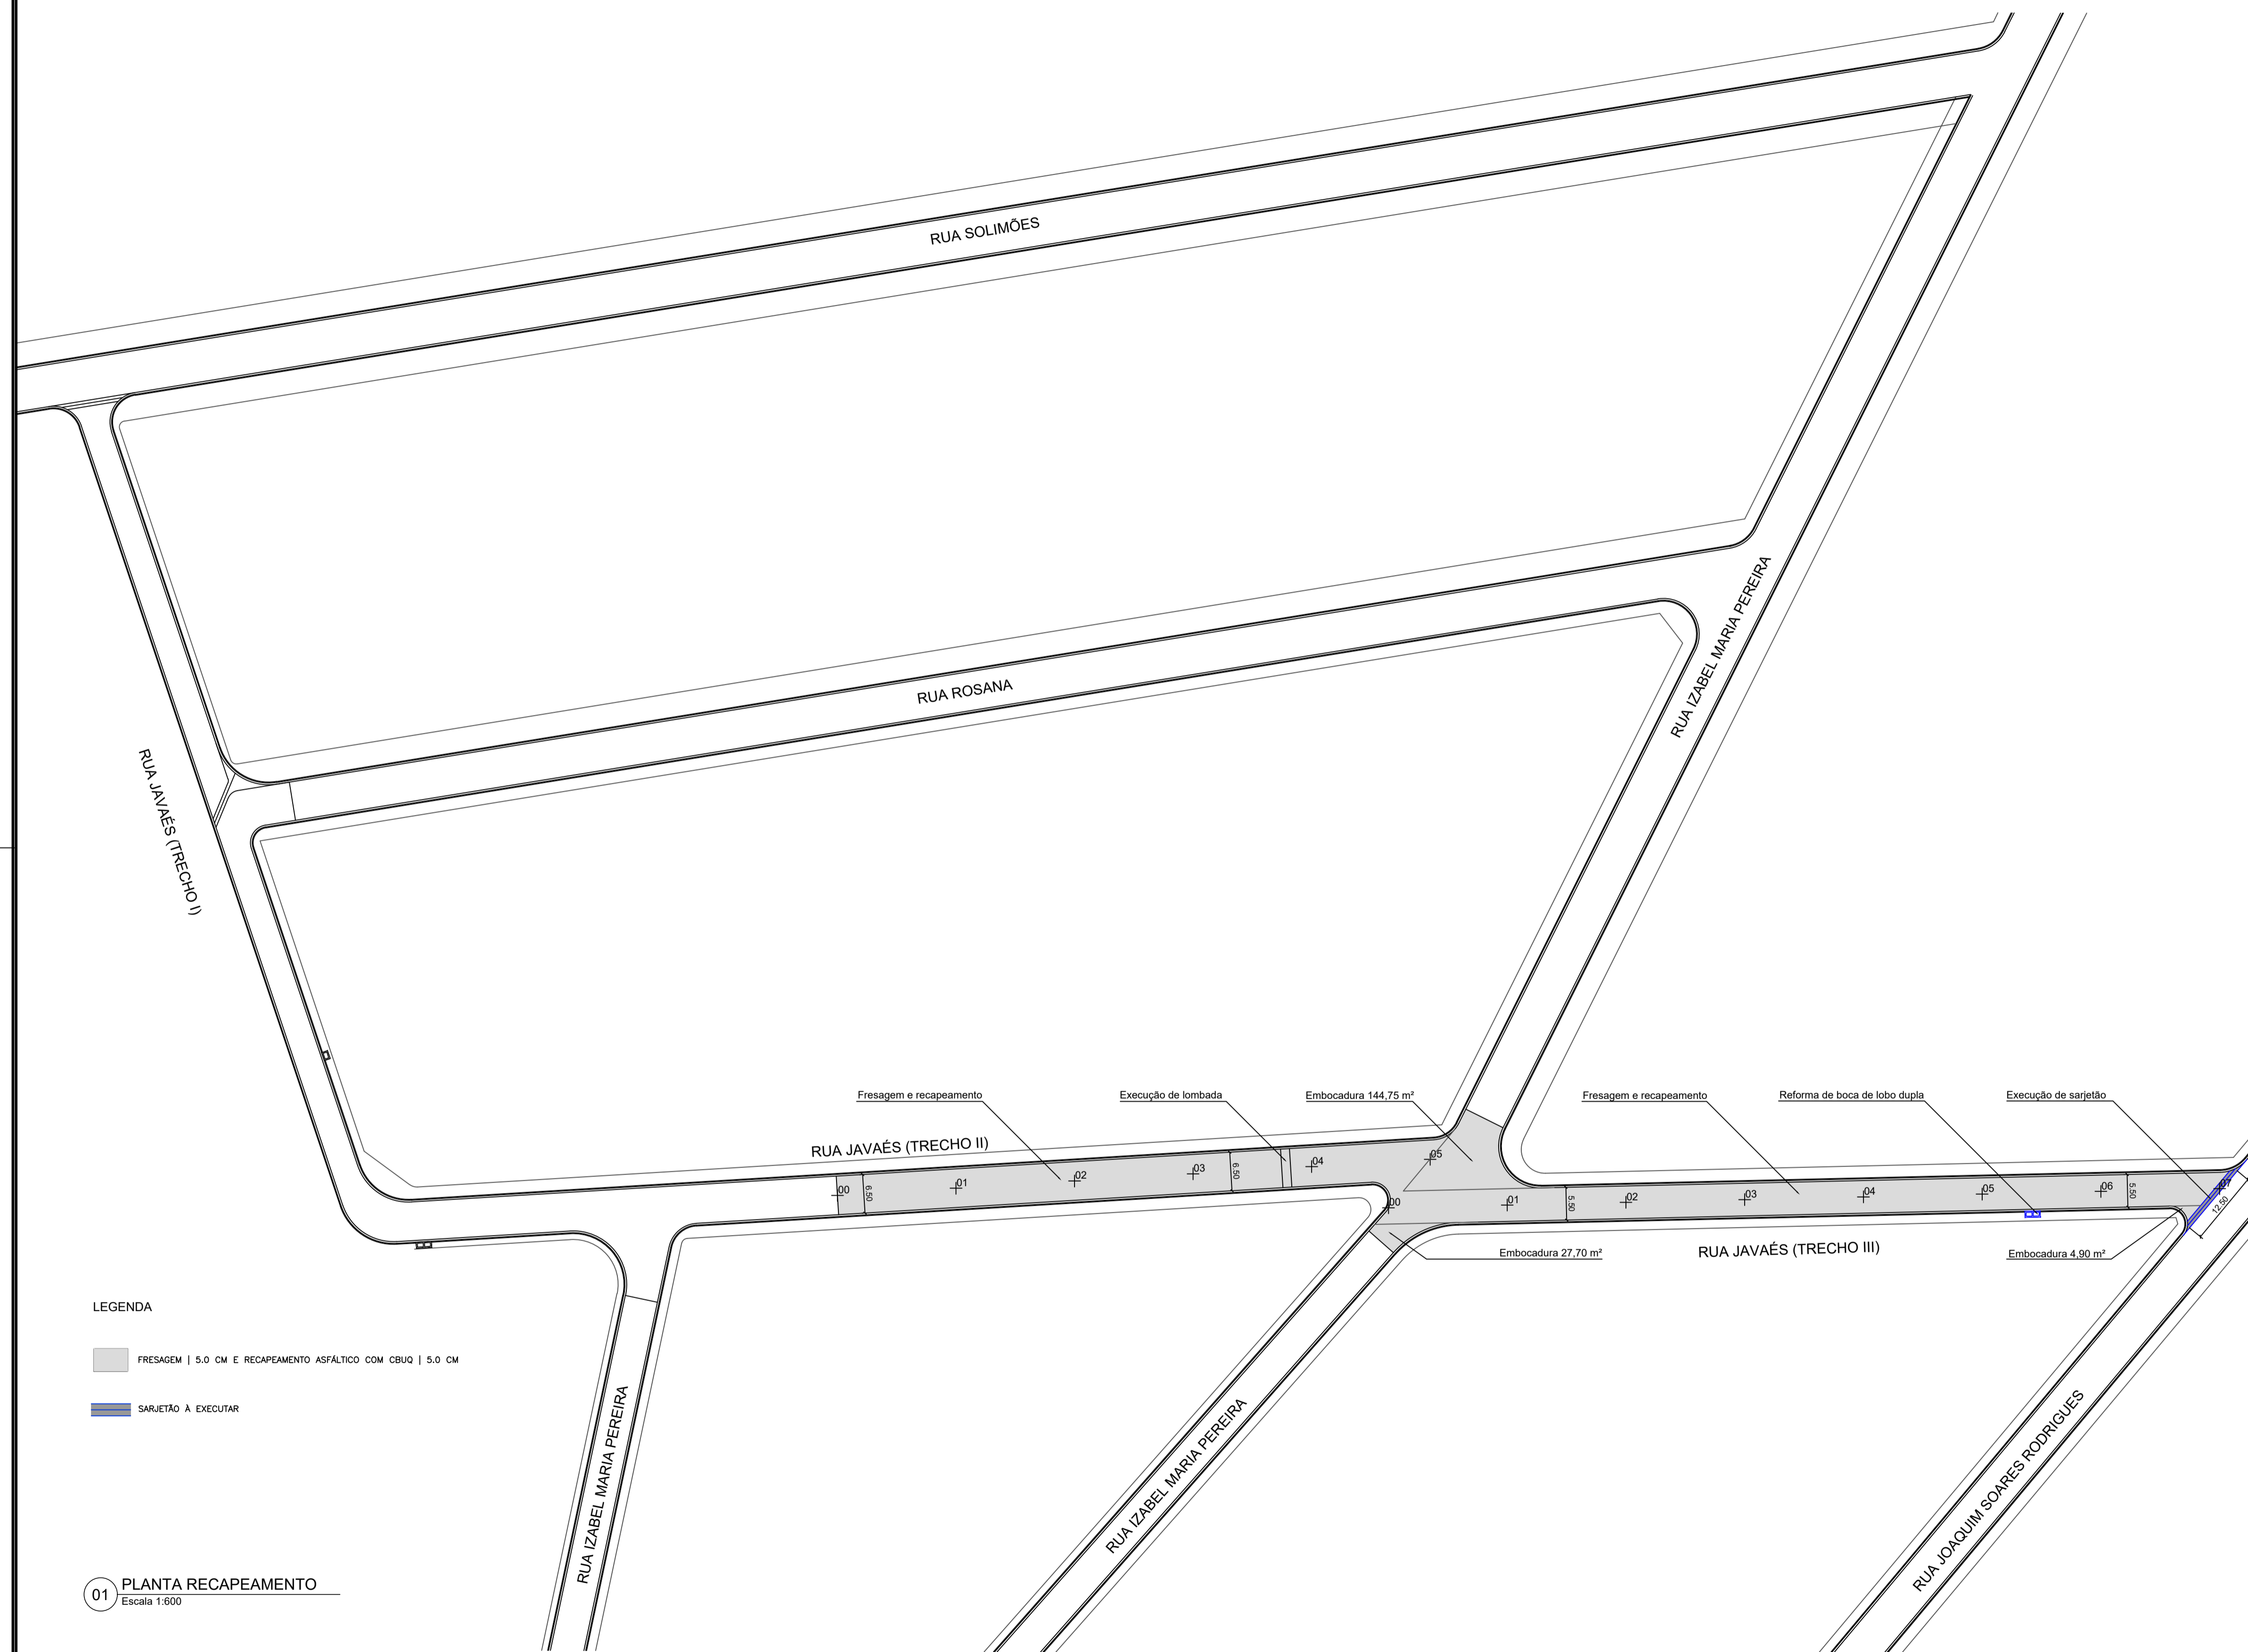 RUA SOLIMÕES
RUA IZABEL MARIA PEREIRA
RUA ROSANA
RUA JAVAÉS (TRECHO I)
Fresagem e recapeamento
Execução de lombada
Embocadura 144,75 m²
Fresagem e recapeamento
Reforma de boca de lobo dupla
Execução de sarjetão
RUA JAVAÉS (TRECHO II)
00
6.50
01
02
03
6.50
04
05
00
01
5.50
02
03
04
05
06
5.50
07
12.50
Embocadura 27,70 m²
RUA JAVAÉS (TRECHO III)
Embocadura 4,90 m²
LEGENDA
FRESAGEM | 5.0 CM E RECAPEAMENTO ASFÁLTICO COM CBUQ | 5.0 CM
SARJETÃO À EXECUTAR
RUA IZABEL MARIA PEREIRA
RUA IZABEL MARIA PEREIRA
RUA JOAQUIM SOARES RODRIGUES
01
PLANTA RECAPEAMENTO
Escala 1:600